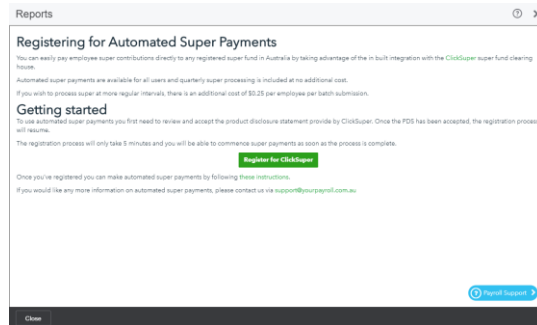 Reports
Registering for Automated Super Payments
You can easily pay employee super contributions directly to any registered super fund in Australia by taking advantage of the in built integration with the ClickSuper super fund clearing
house.
Automated super payments are available for all users and quarterly super processing is included at no additional cost.
If you wish to process super at more regular intervals, there is an additional cost of $0.25 per employee per batch submission.
Getting started
To use automated super payments you first need to review and accept the product disclosure statement provide by ClickSuper. Once the PDS has been accepted, the registration proces
will resume.
The registration process will only take 5 minutes and you will be able to commence super payments as soon as the process is complete.
Register for ClickSuper
Once you've registered you can make automated super payments by following these instructions.
If you would like any more information on automated super payments, please contact us via support@yourpayroll.com.au
Payroll Support
Close